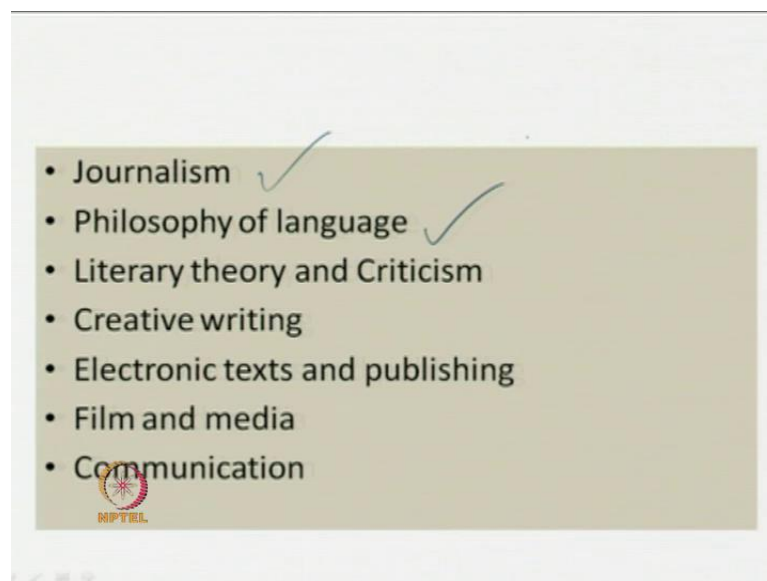 • Journalism
• Philosophy of language
• Literary theory and Criticism
• Creative writing
• Electronic texts and publishing
• Film and media
• Communication
NPTEL